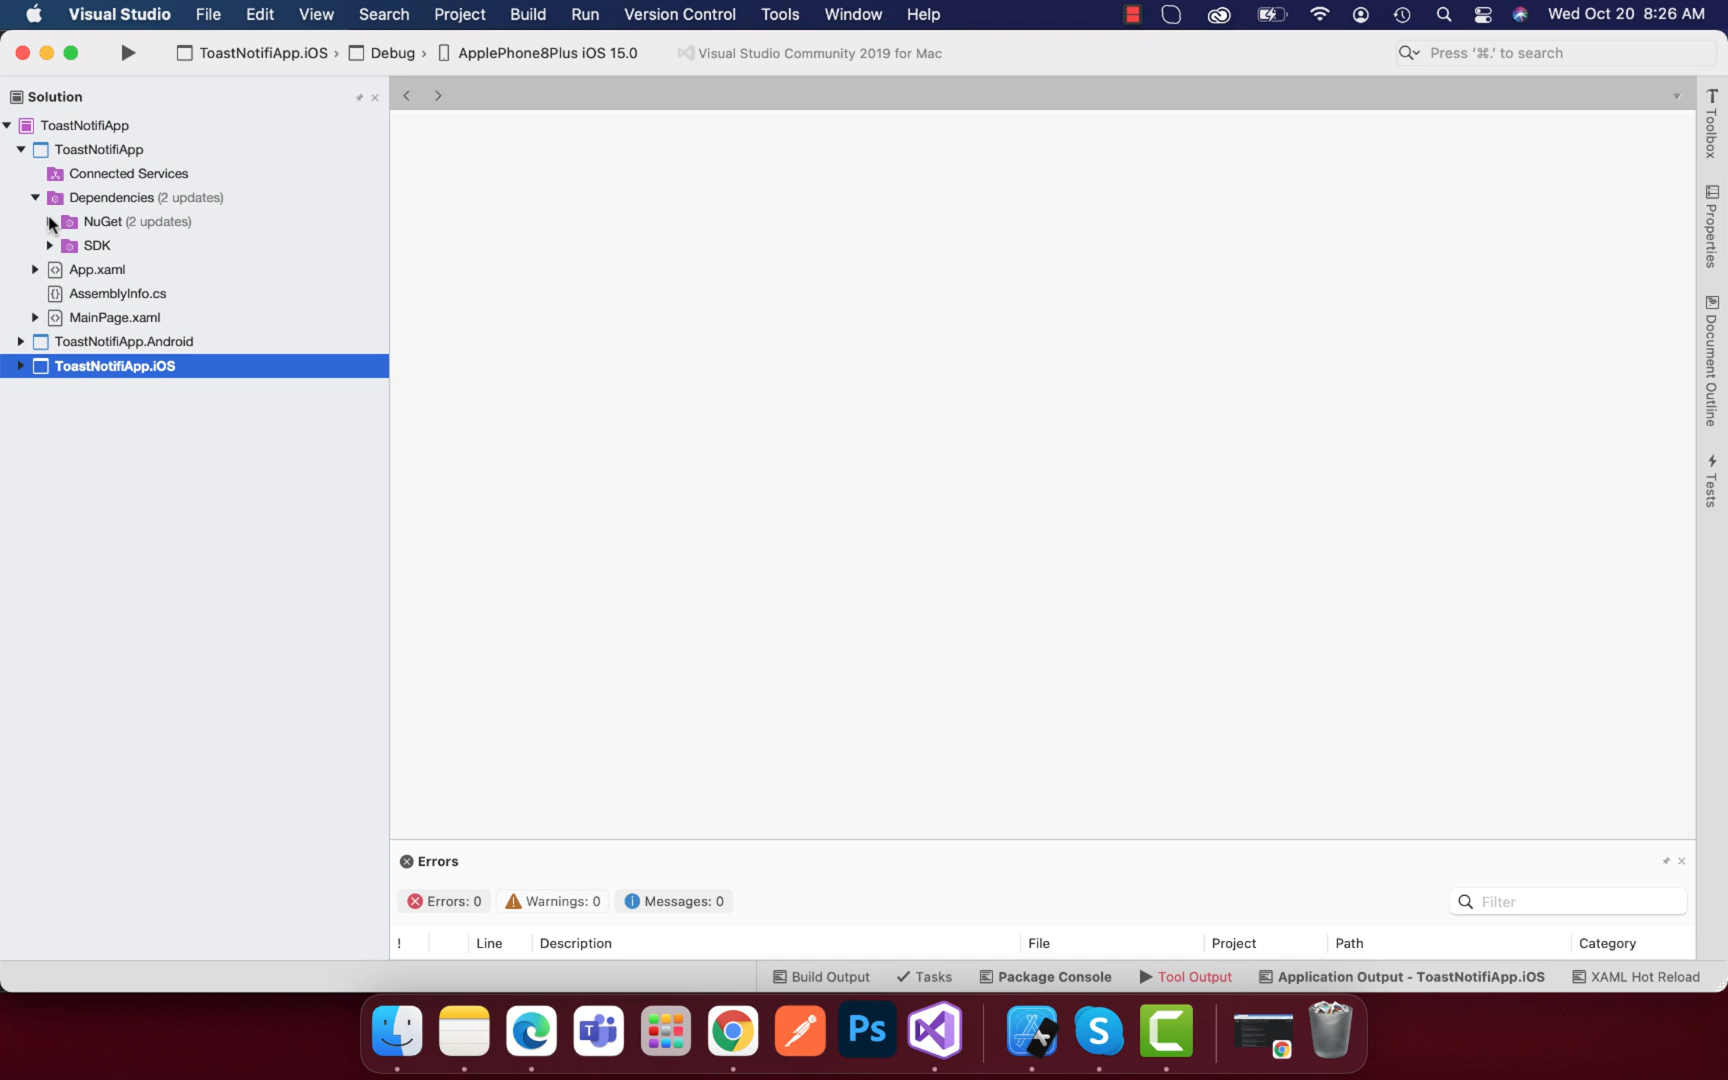 Visual Studio File Edit View Search Project Build Run Version Control Tools Window Help Wed Oct 20 8:26 AM
ToastNotifiApp.iOS › Debug › ApplePhone8Plus iOS 15.0 Visual Studio Community 2019 for Mac Press '⌘.' to search
Solution
ToastNotifiApp
ToastNotifiApp
Connected Services
Dependencies (2 updates)
NuGet (2 updates)
SDK
App.xaml
AssemblyInfo.cs
MainPage.xaml
ToastNotifiApp.Android
ToastNotifiApp.iOS
Toolbox
Properties
Document Outline
Tests
Errors
Errors: 0 Warnings: 0 Messages: 0 Filter
! Line Description File Project Path Category
Build Output Tasks Package Console Tool Output Application Output - ToastNotifiApp.iOS XAML Hot Reload
Ps
S
C